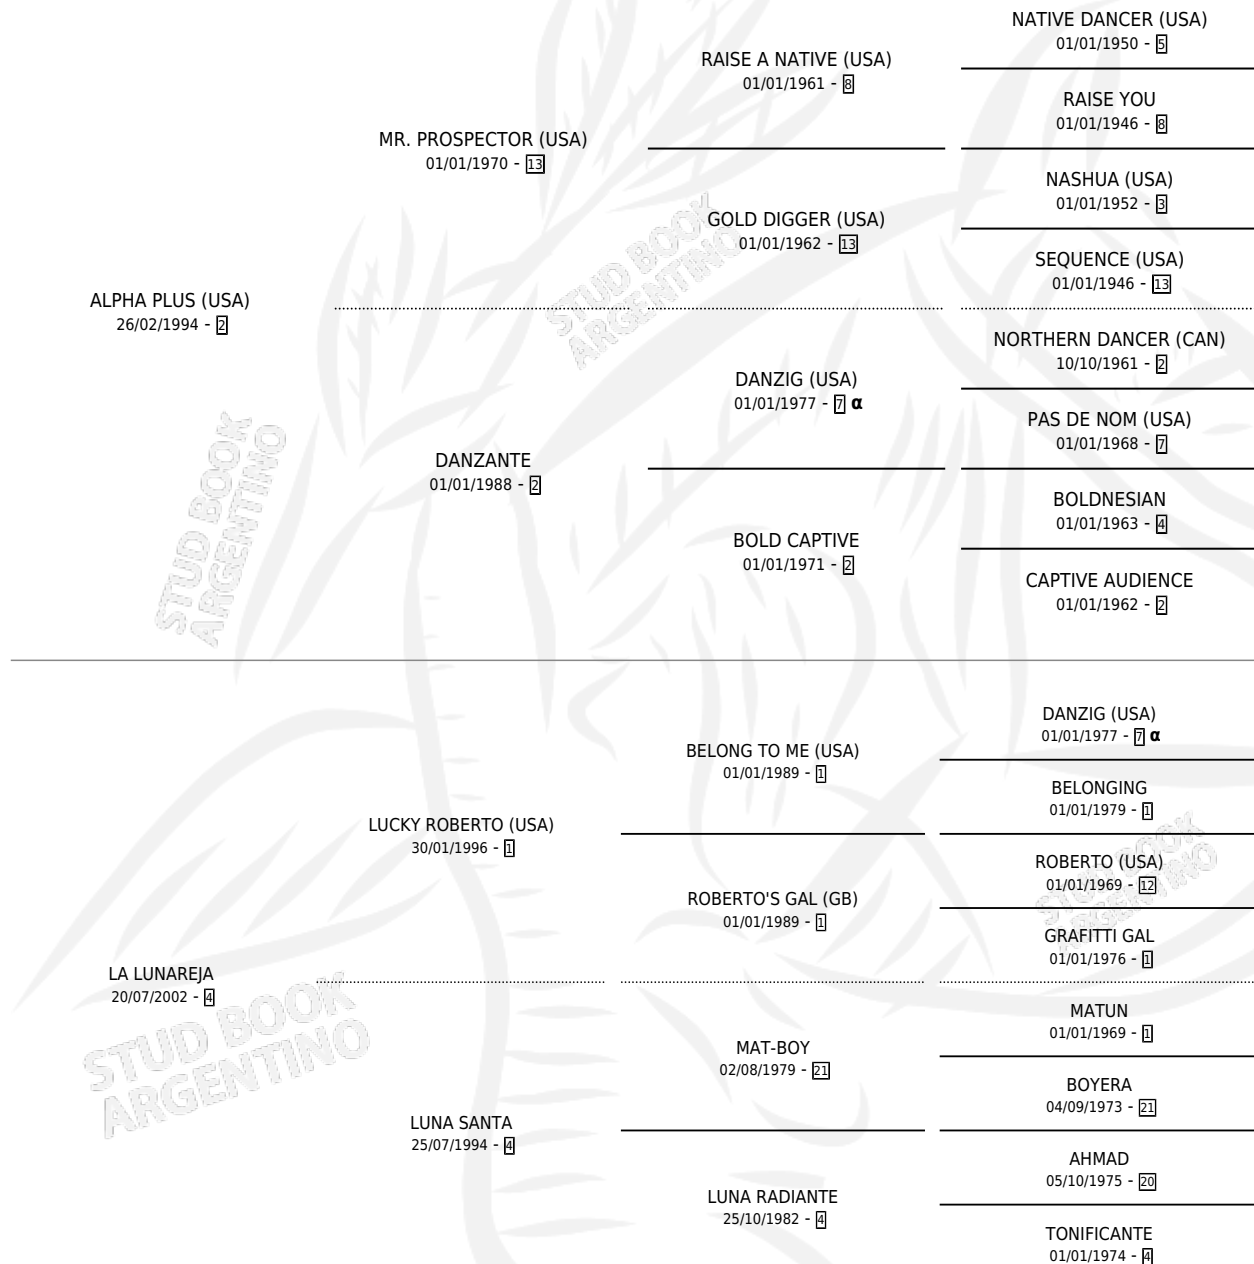 NATIVE DANCER (USA)
01/01/1950 - 5
RAISE A NATIVE (USA)
01/01/1961 - 8
RAISE YOU
01/01/1946 - 8
MR. PROSPECTOR (USA)
01/01/1970 - 13
NASHUA (USA)
01/01/1952 - 3
GOLD DIGGER (USA)
01/01/1962 - 13
SEQUENCE (USA)
01/01/1946 - 13
ALPHA PLUS (USA)
26/02/1994 - 2
NORTHERN DANCER (CAN)
10/10/1961 - 2
DANZIG (USA)
01/01/1977 - 7 α
PAS DE NOM (USA)
01/01/1968 - 7
DANZANTE
01/01/1988 - 2
BOLDNESIAN
01/01/1963 - 4
BOLD CAPTIVE
01/01/1971 - 2
CAPTIVE AUDIENCE
01/01/1962 - 2
DANZIG (USA)
01/01/1977 - 7 α
BELONG TO ME (USA)
01/01/1989 - 1
BELONGING
01/01/1979 - 1
LUCKY ROBERTO (USA)
30/01/1996 - 1
ROBERTO (USA)
01/01/1969 - 12
ROBERTO'S GAL (GB)
01/01/1989 - 1
GRAFITTI GAL
01/01/1976 - 1
LA LUNAREJA
20/07/2002 - 4
MATUN
01/01/1969 - 1
MAT-BOY
02/08/1979 - 21
BOYERA
04/09/1973 - 21
LUNA SANTA
25/07/1994 - 4
AHMAD
05/10/1975 - 20
LUNA RADIANTE
25/10/1982 - 4
TONIFICANTE
01/01/1974 - 4
STUD BOOK
ARGENTINO
STUD BOOK
ARGENTINO
STUD BOOK
ARGENTINO
STUD BOOK
ARGENTINO